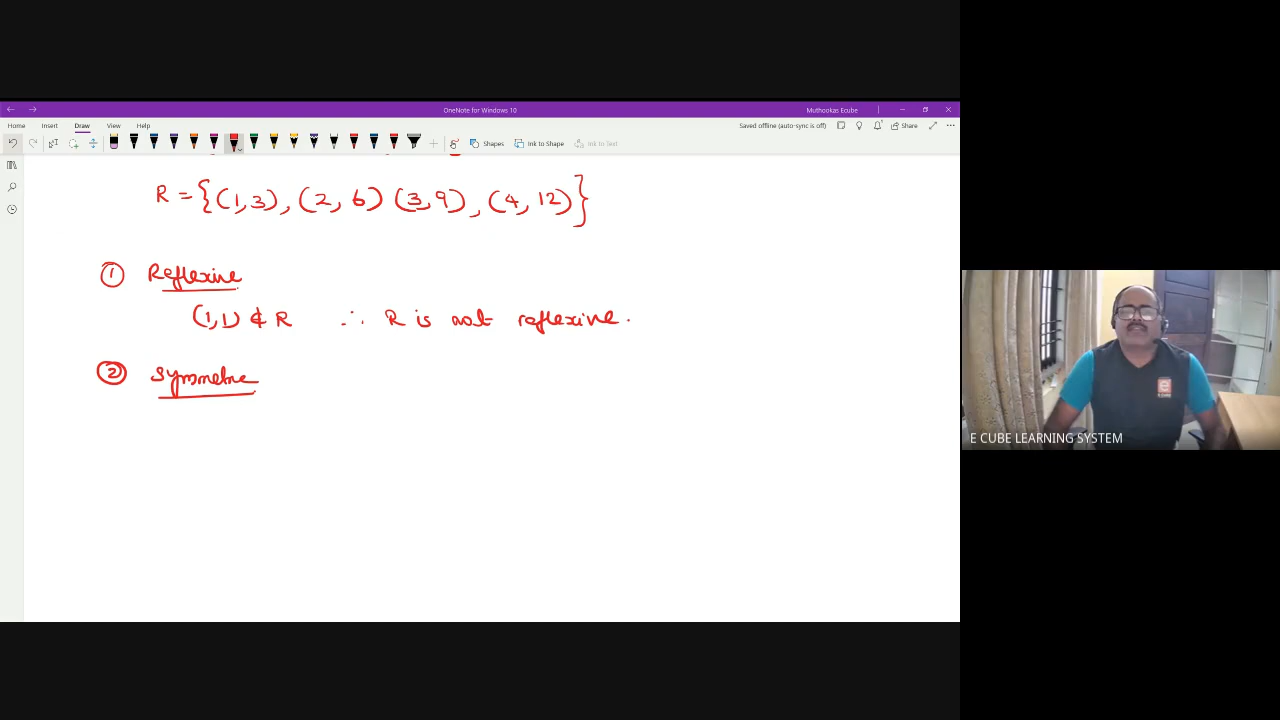 OneNote for Windows 10
Muthookas Ecube
Home Insert Draw View Help
Saved offline (auto-sync is off) Share
Shapes Ink to Shape Ink to Text
R = {(1,3), (2, 6) (3,9), (4, 12)}
① Reflexive
(1,1) ∉ R ∴ R is not reflexive.
② Symmetric
e
E CUBE
E CUBE LEARNING SYSTEM